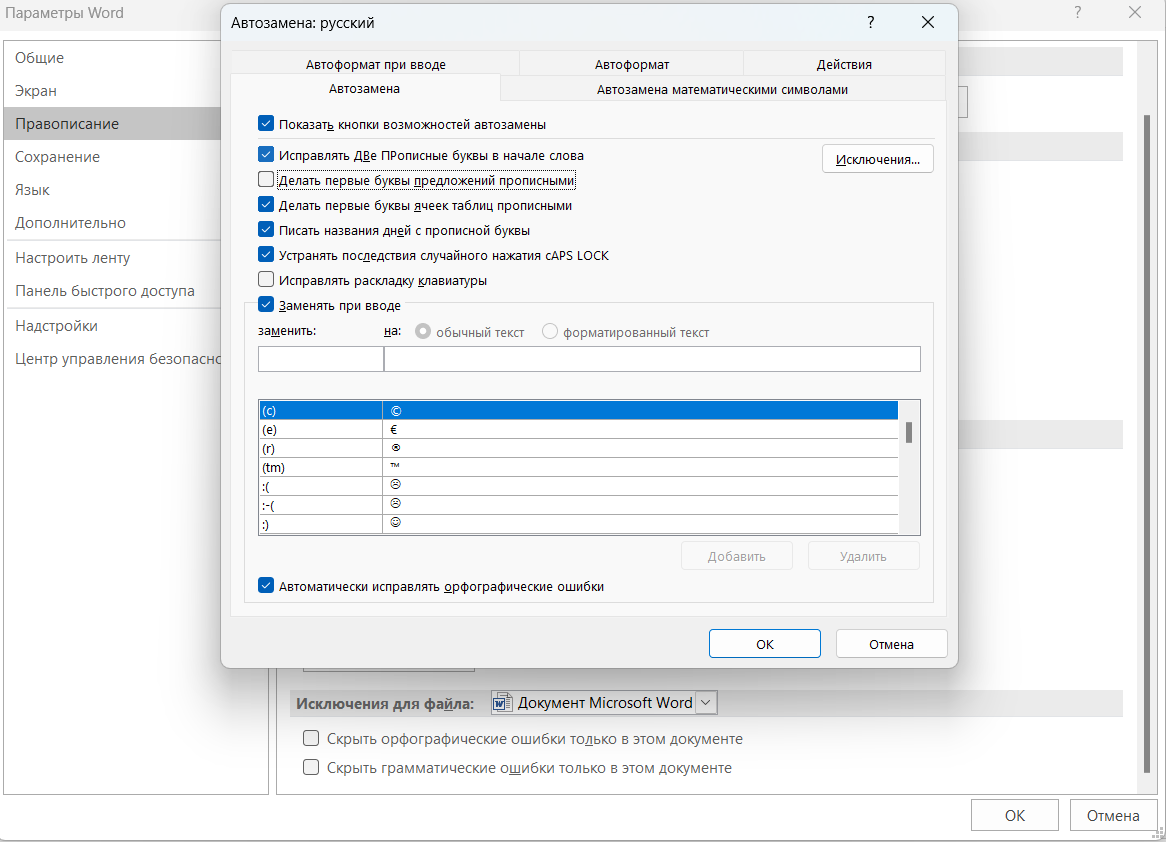 Параметры Word
?
Общие
Экран
Правописание
Сохранение
Язык
Дополнительно
Настроить ленту
Панель быстрого доступа
Надстройки
Центр управления безопасно
Автозамена: русский
?
Автоформат при вводе
Автоформат
Действия
Автозамена
Автозамена математическими символами
Показать кнопки возможностей автозамены
Исправлять ДВе ПРописные буквы в начале слова
Исключения...
Делать первые буквы предложений прописными
Делать первые буквы ячеек таблиц прописными
Писать названия дней с прописной буквы
Устранять последствия случайного нажатия cAPS LOCK
Исправлять раскладку клавиатуры
Заменять при вводе
заменить:
на:
обычный текст
форматированный текст
(c) ©
(e) €
(r) ®
(tm) ™
:( ☹
:-( ☹
:) ☺
Добавить
Удалить
Автоматически исправлять орфографические ошибки
ОК
Отмена
Исключения для файла:
Документ Microsoft Word
Скрыть орфографические ошибки только в этом документе
Скрыть грамматические ошибки только в этом документе
ОК
Отмена